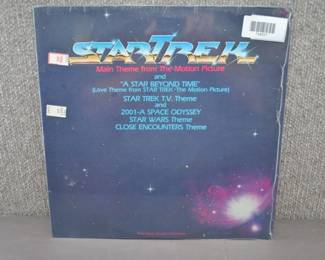 STAR TREK
Main Theme from The Motion Picture
and
"A STAR BEYOND TIME"
(Love Theme from STAR TREK-The Motion Picture)
STAR TREK T.V. Theme
and
2001-A SPACE ODYSSEY
STAR WARS Theme
CLOSE ENCOUNTERS Theme